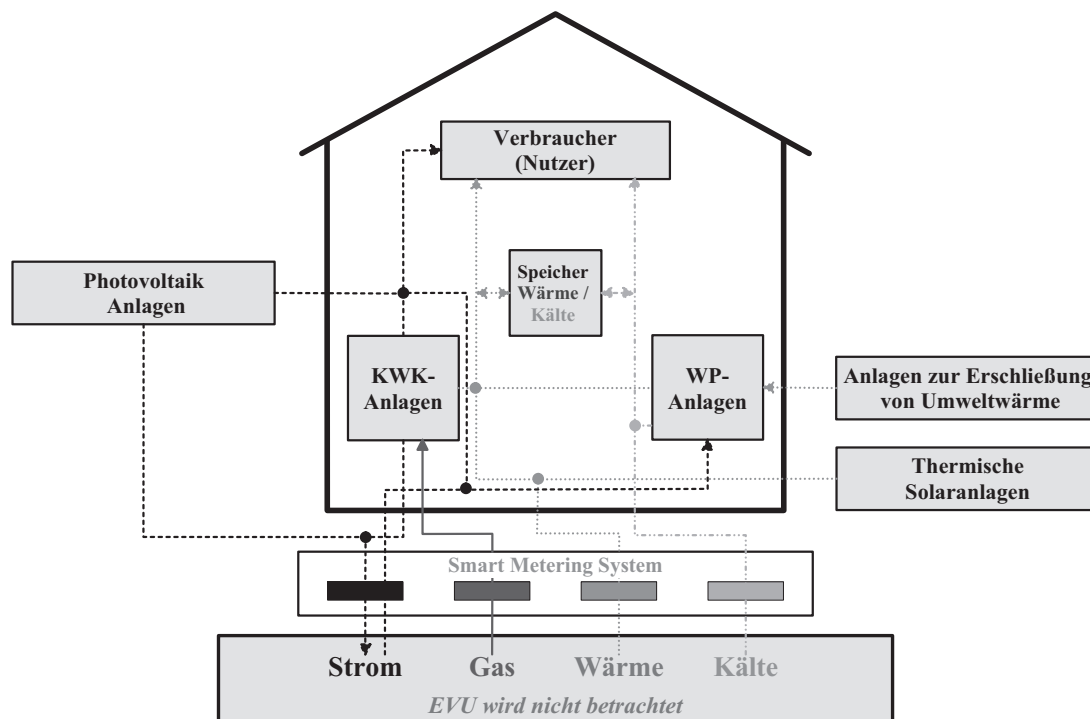 Verbraucher
(Nutzer)
Photovoltaik
Anlagen
Speicher
Wärme /
Kälte
KWK-
Anlagen
WP-
Anlagen
Anlagen zur Erschließung
von Umweltwärme
Thermische
Solaranlagen
Smart Metering System
Strom Gas Wärme Kälte
EVU wird nicht betrachtet